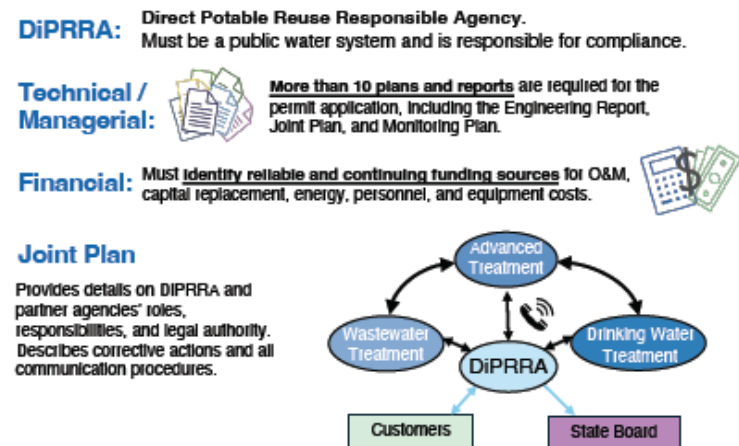 DiPRRA: Direct Potable Reuse Responsible Agency.
Must be a public water system and is responsible for compliance.
Technical /
Managerial:
More than 10 plans and reports are required for the
permit application, including the Engineering Report,
Joint Plan, and Monitoring Plan.
Financial: Must identify reliable and continuing funding sources for O&M,
capital replacement, energy, personnel, and equipment costs.
$
Joint Plan
Provides details on DiPRRA and
partner agencies' roles,
responsibilities, and legal authority.
Describes corrective actions and all
communication procedures.
Advanced
Treatment
Wastewater
Treatment
Drinking Water
Treatment
DiPRRA
Customers
State Board